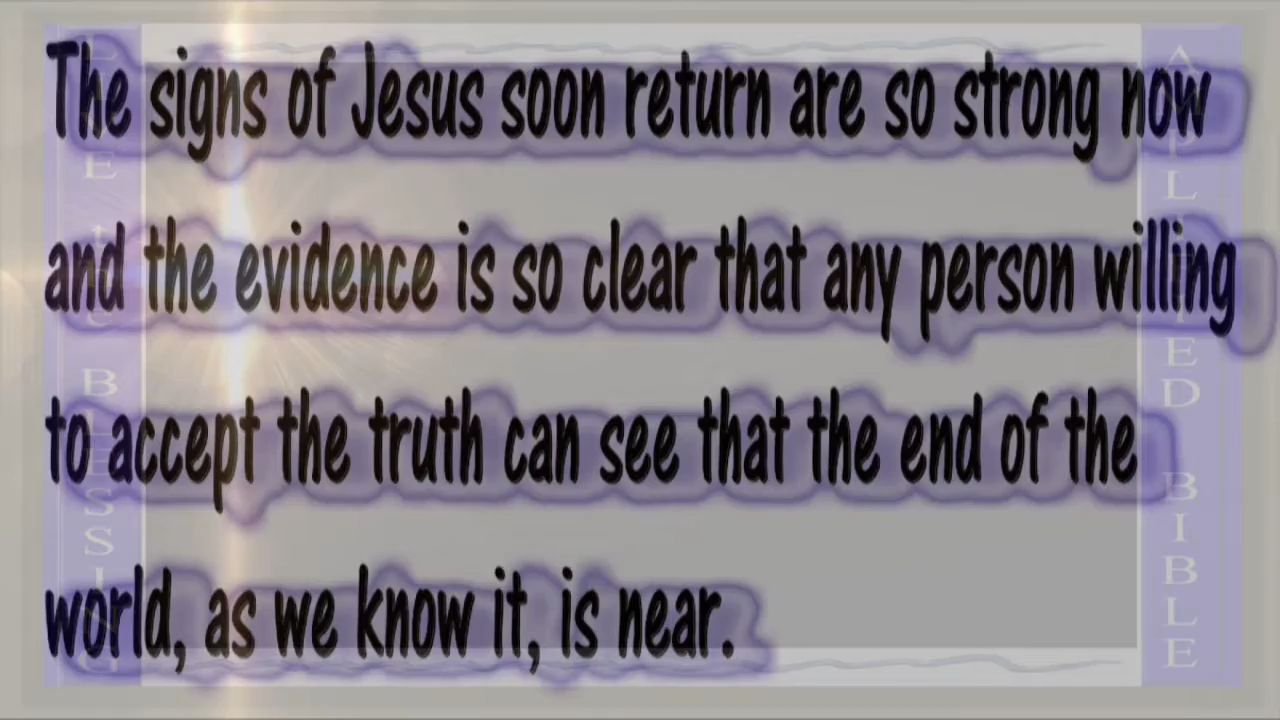 The signs of Jesus soon return are so strong now
and the evidence is so clear that any person willing
to accept the truth can see that the end of the
world, as we know it, is near.
BLESSING
BIBLE